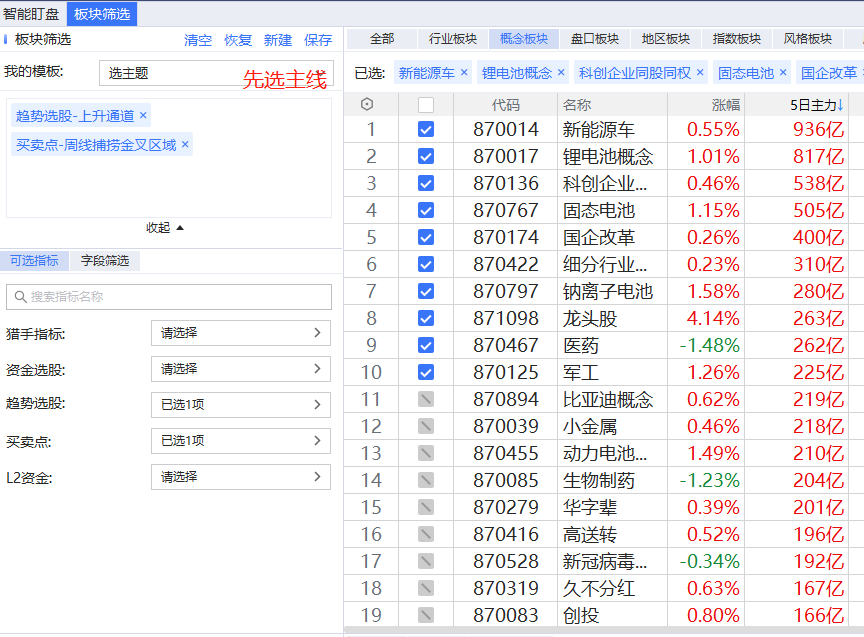 智能盯盘 板块筛选
板块筛选 清空 恢复 新建 保存
我的模板: 选主题 先选主线
趋势选股-上升通道 ×
买卖点-周线捕捞金叉区域 ×
收起
可选指标 字段筛选
搜索指标名称
猎手指标: 请选择
资金选股: 请选择
趋势选股: 已选1项
买卖点: 已选1项
L2资金: 请选择
全部 行业板块 概念板块 盘口板块 地区板块 指数板块 风格板块
已选: 新能源车 × 锂电池概念 × 科创企业同股同权 × 固态电池 × 国企改革
代码 名称 涨幅 5日主力↓
1 870014 新能源车 0.55% 936亿
2 870017 锂电池概念 1.01% 817亿
3 870136 科创企业... 0.46% 538亿
4 870767 固态电池 1.15% 505亿
5 870174 国企改革 0.26% 400亿
6 870422 细分行业... 0.23% 310亿
7 870797 钠离子电池 1.58% 280亿
8 871098 龙头股 4.14% 263亿
9 870467 医药 -1.48% 262亿
10 870125 军工 1.26% 225亿
11 870894 比亚迪概念 0.62% 219亿
12 870039 小金属 0.46% 218亿
13 870455 动力电池... 1.49% 210亿
14 870085 生物制药 -1.23% 204亿
15 870279 华字辈 0.39% 201亿
16 870416 高送转 0.52% 196亿
17 870528 新冠病毒... -0.34% 192亿
18 870319 久不分红 0.63% 167亿
19 870083 创投 0.80% 166亿